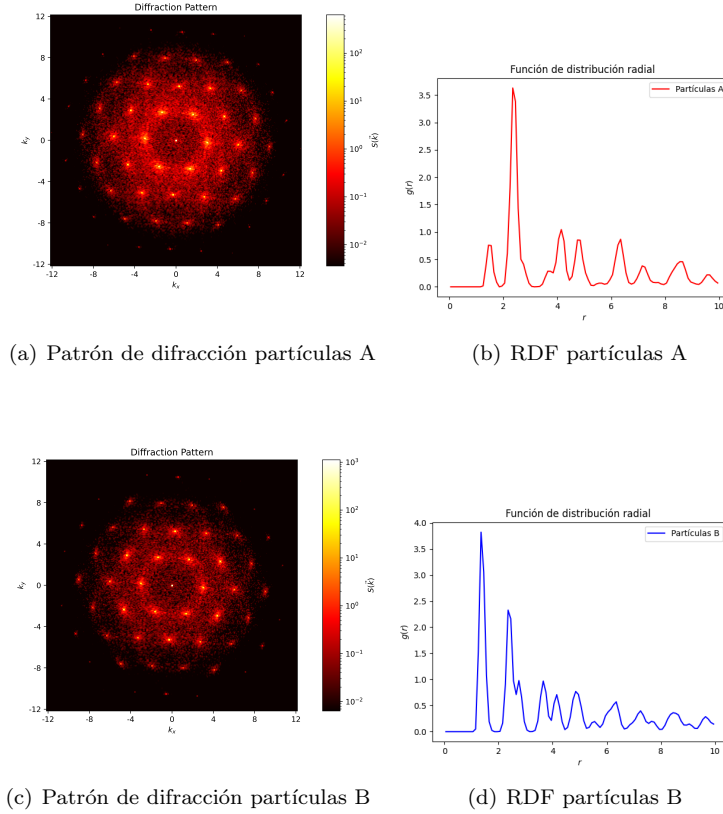 Diffraction Pattern
12
8
4
0
-4
-8
-12
-12 -8 -4 0 4 8 12
k_y
k_x
10^2
10^1
10^0
10^-1
10^-2
S(k⃗)
Función de distribución radial
Partículas A
3.5
3.0
2.5
2.0
1.5
1.0
0.5
0.0
0 2 4 6 8 10
g(r)
r
(a) Patrón de difracción partículas A
(b) RDF partículas A
Diffraction Pattern
12
8
4
0
-4
-8
-12
-12 -8 -4 0 4 8 12
k_y
k_x
10^3
10^2
10^1
10^0
10^-1
10^-2
S(k⃗)
Función de distribución radial
Partículas B
4.0
3.5
3.0
2.5
2.0
1.5
1.0
0.5
0.0
0 2 4 6 8 10
g(r)
r
(c) Patrón de difracción partículas B
(d) RDF partículas B